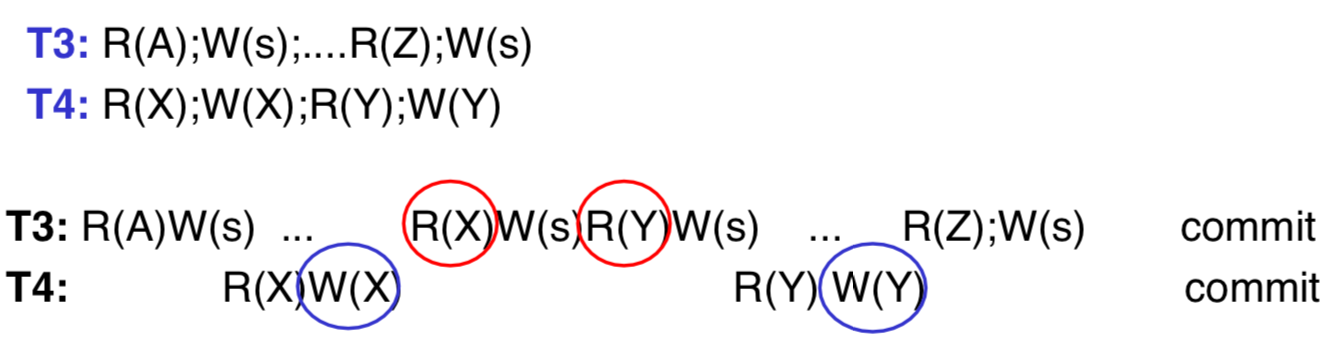 T3: R(A);W(s);....R(Z);W(s)
T4: R(X);W(X);R(Y);W(Y)
T3: R(A)W(s) ... R(X)W(s)R(Y)W(s) ... R(Z);W(s) commit
T4: R(X)W(X) R(Y)W(Y) commit